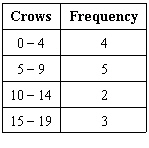 Crows Frequency
0 – 4 4
5 – 9 5
10 – 14 2
15 – 19 3